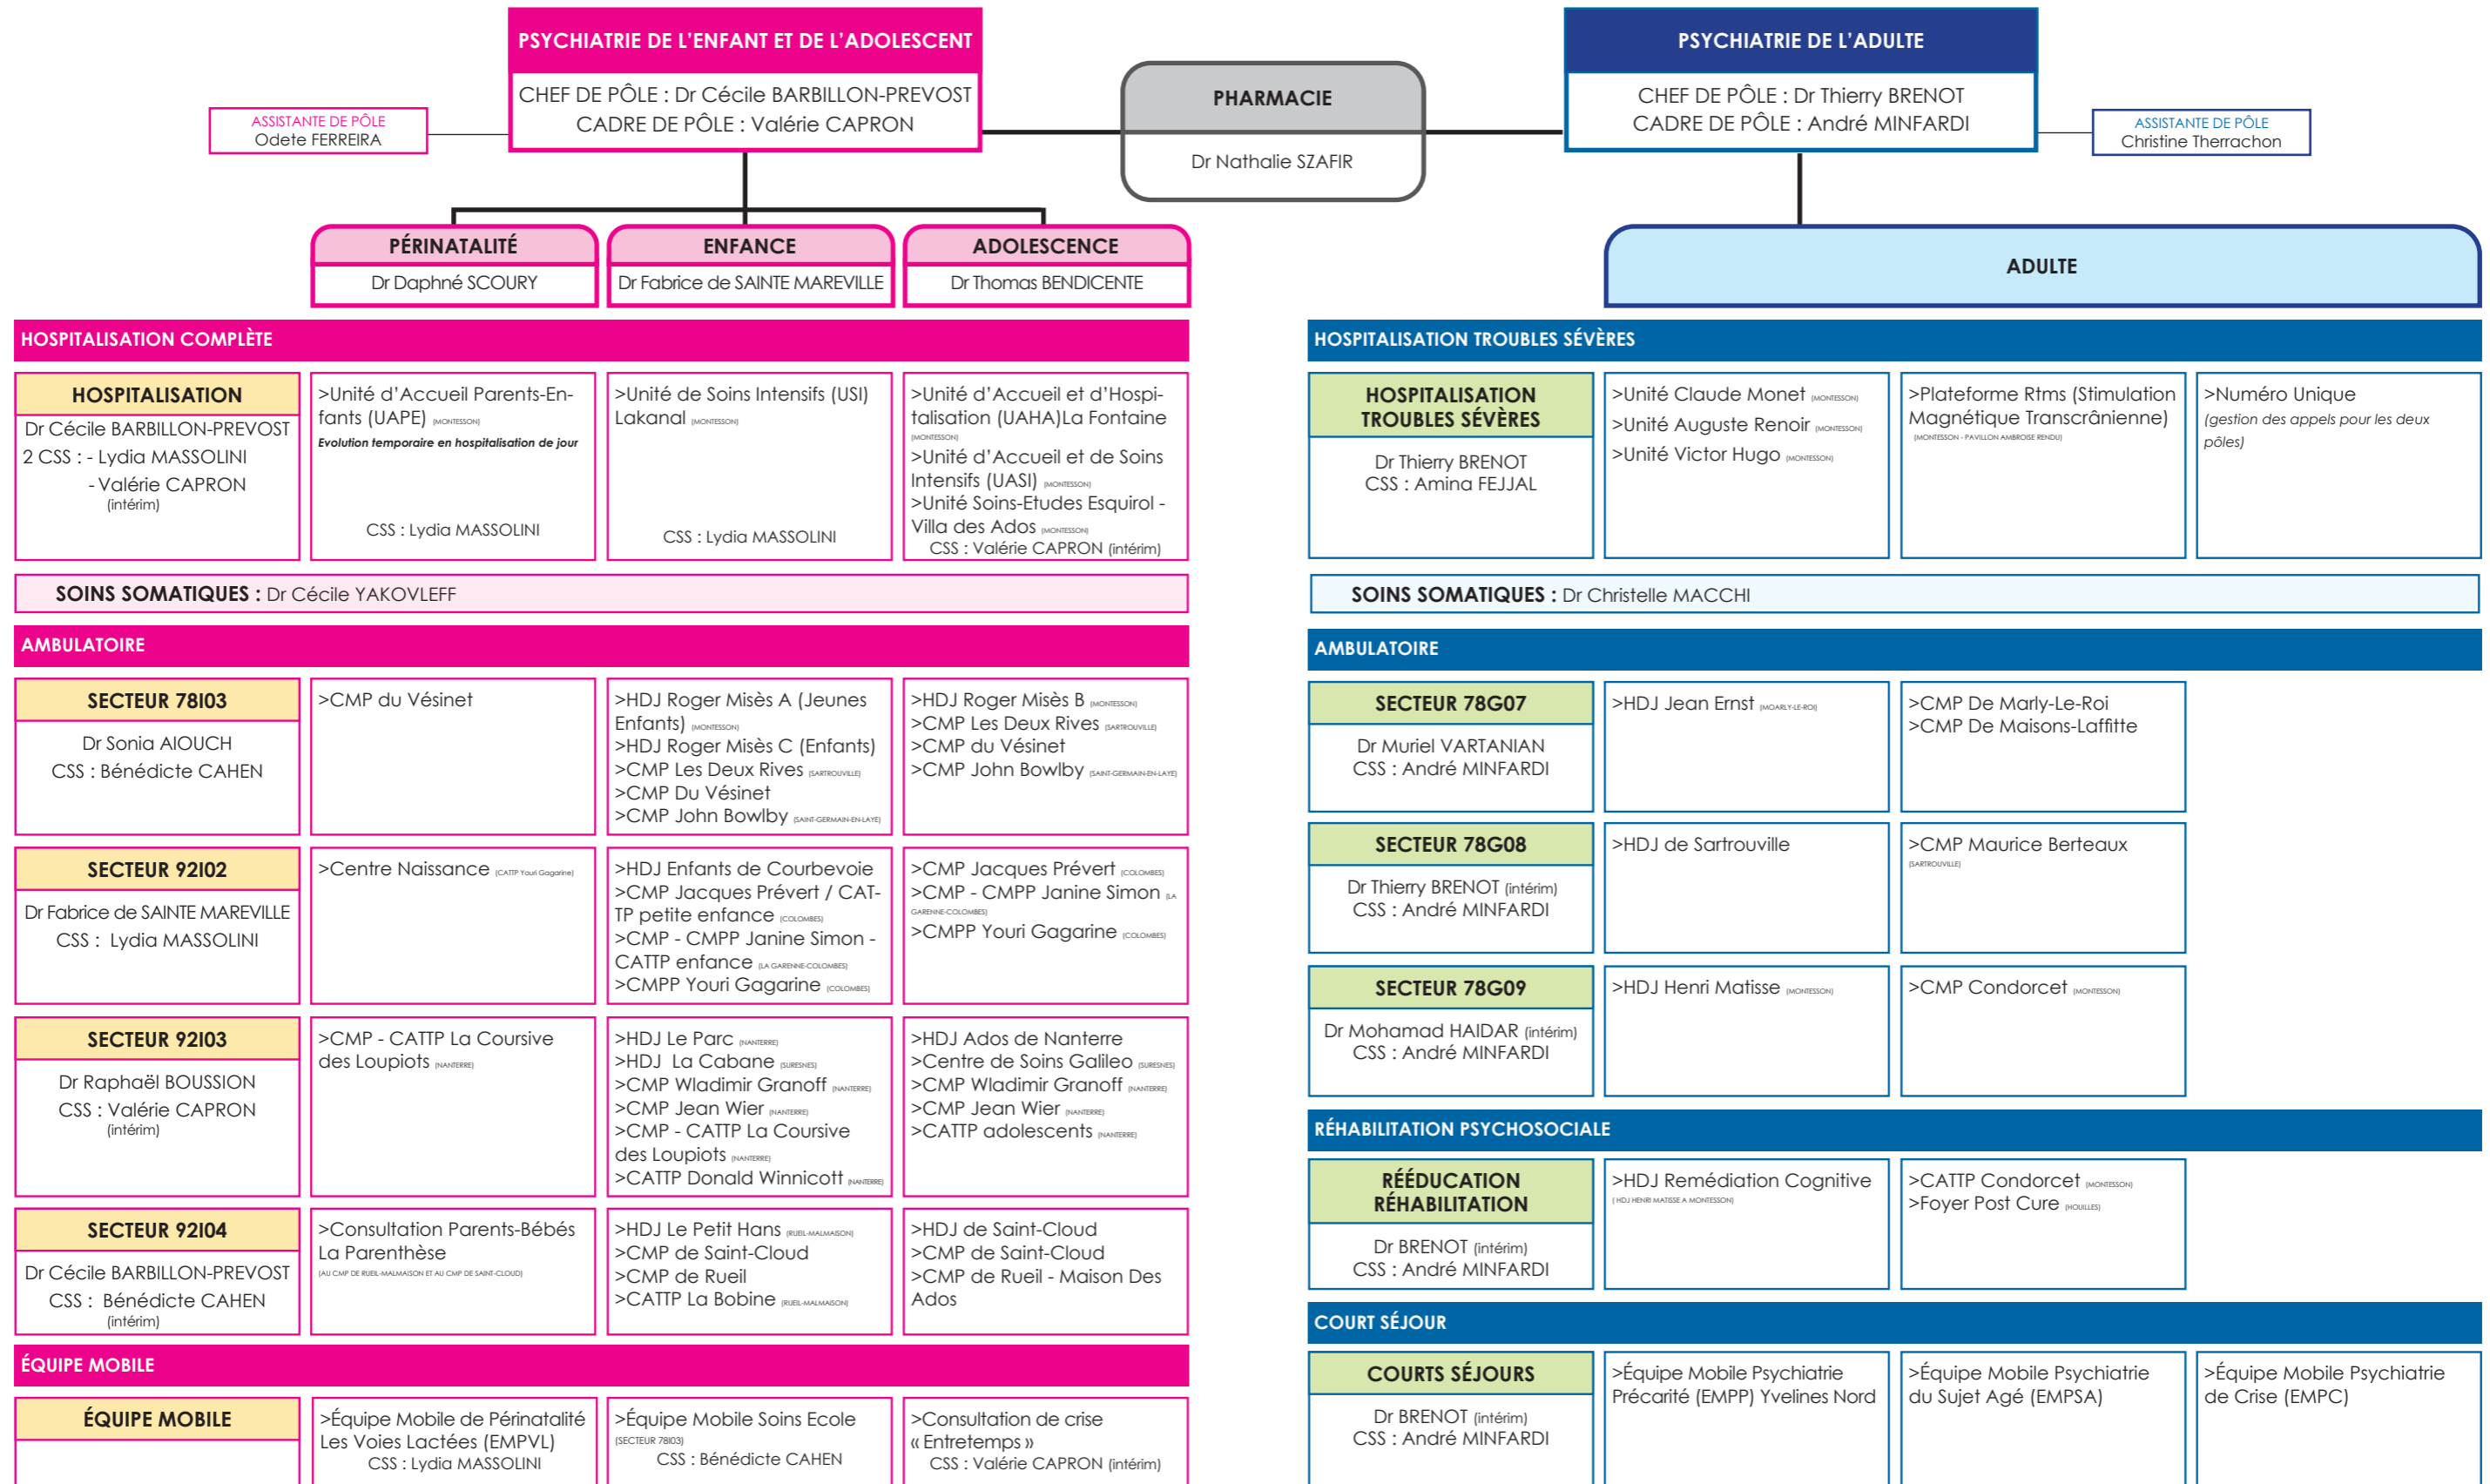 PSYCHIATRIE DE L'ENFANT ET DE L'ADOLESCENT
CHEF DE PÔLE : Dr Cécile BARBILLON-PREVOST
CADRE DE PÔLE : Valérie CAPRON
ASSISTANTE DE PÔLE
Odete FERREIRA
PHARMACIE
Dr Nathalie SZAFIR
PSYCHIATRIE DE L'ADULTE
CHEF DE PÔLE : Dr Thierry BRENOT
CADRE DE PÔLE : André MINFARDI
ASSISTANTE DE PÔLE
Christine Therrachon
PÉRINATALITÉ
Dr Daphné SCOURY
ENFANCE
Dr Fabrice de SAINTE MAREVILLE
ADOLESCENCE
Dr Thomas BENDICENTE
ADULTE
HOSPITALISATION COMPLÈTE
HOSPITALISATION
Dr Cécile BARBILLON-PREVOST
2 CSS : - Lydia MASSOLINI
- Valérie CAPRON
(intérim)
>Unité d'Accueil Parents-En-
fants (UAPE) (MONTESSON)
Evolution temporaire en hospitalisation de jour
CSS : Lydia MASSOLINI
>Unité de Soins Intensifs (USI)
Lakanal (MONTESSON)
CSS : Lydia MASSOLINI
>Unité d'Accueil et d'Hospi-
talisation (UAHA)La Fontaine
(MONTESSON)
>Unité d'Accueil et de Soins
Intensifs (UASI) (MONTESSON)
>Unité Soins-Etudes Esquirol -
Villa des Ados (MONTESSON)
CSS : Valérie CAPRON (intérim)
SOINS SOMATIQUES : Dr Cécile YAKOVLEFF
AMBULATOIRE
SECTEUR 78I03
Dr Sonia AIOUCH
CSS : Bénédicte CAHEN
>CMP du Vésinet
>HDJ Roger Misès A (Jeunes
Enfants) (MONTESSON)
>HDJ Roger Misès C (Enfants)
>CMP Les Deux Rives (SARTROUVILLE)
>CMP Du Vésinet
>CMP John Bowlby (SAINT-GERMAIN-EN-LAYE)
>HDJ Roger Misès B (MONTESSON)
>CMP Les Deux Rives (SARTROUVILLE)
>CMP du Vésinet
>CMP John Bowlby (SAINT-GERMAIN-EN-LAYE)
SECTEUR 92I02
Dr Fabrice de SAINTE MAREVILLE
CSS : Lydia MASSOLINI
>Centre Naissance (CATTP Youri Gagarine)
>HDJ Enfants de Courbevoie
>CMP Jacques Prévert / CAT-
TP petite enfance (COLOMBES)
>CMP - CMPP Janine Simon -
CATTP enfance (LA GARENNE-COLOMBES)
>CMPP Youri Gagarine (COLOMBES)
>CMP Jacques Prévert (COLOMBES)
>CMP - CMPP Janine Simon (LA
GARENNE-COLOMBES)
>CMPP Youri Gagarine (COLOMBES)
SECTEUR 92I03
Dr Raphaël BOUSSION
CSS : Valérie CAPRON
(intérim)
>CMP - CATTP La Coursive
des Loupiots (NANTERRE)
>HDJ Le Parc (NANTERRE)
>HDJ La Cabane (SURESNES)
>CMP Wladimir Granoff (NANTERRE)
>CMP Jean Wier (NANTERRE)
>CMP - CATTP La Coursive
des Loupiots (NANTERRE)
>CATTP Donald Winnicott (NANTERRE)
>HDJ Ados de Nanterre
>Centre de Soins Galileo (SURESNES)
>CMP Wladimir Granoff (NANTERRE)
>CMP Jean Wier (NANTERRE)
>CATTP adolescents (NANTERRE)
SECTEUR 92I04
Dr Cécile BARBILLON-PREVOST
CSS : Bénédicte CAHEN
(intérim)
>Consultation Parents-Bébés
La Parenthèse
(AU CMP DE RUEIL-MALMAISON ET AU CMP DE SAINT-CLOUD)
>HDJ Le Petit Hans (RUEIL-MALMAISON)
>CMP de Saint-Cloud
>CMP de Rueil
>CATTP La Bobine (RUEIL-MALMAISON)
>HDJ de Saint-Cloud
>CMP de Saint-Cloud
>CMP de Rueil - Maison Des
Ados
ÉQUIPE MOBILE
ÉQUIPE MOBILE
>Équipe Mobile de Périnatalité
Les Voies Lactées (EMPVL)
CSS : Lydia MASSOLINI
>Équipe Mobile Soins Ecole
(SECTEUR 78I03)
CSS : Bénédicte CAHEN
>Consultation de crise
« Entretemps »
CSS : Valérie CAPRON (intérim)
HOSPITALISATION TROUBLES SÉVÈRES
HOSPITALISATION
TROUBLES SÉVÈRES
Dr Thierry BRENOT
CSS : Amina FEJJAL
>Unité Claude Monet (MONTESSON)
>Unité Auguste Renoir (MONTESSON)
>Unité Victor Hugo (MONTESSON)
>Plateforme Rtms (Stimulation
Magnétique Transcrânienne)
(MONTESSON - PAVILLON AMBROISE RENDU)
>Numéro Unique
(gestion des appels pour les deux
pôles)
SOINS SOMATIQUES : Dr Christelle MACCHI
AMBULATOIRE
SECTEUR 78G07
Dr Muriel VARTANIAN
CSS : André MINFARDI
>HDJ Jean Ernst (MOARLY-LE-ROI)
>CMP De Marly-Le-Roi
>CMP De Maisons-Laffitte
SECTEUR 78G08
Dr Thierry BRENOT (intérim)
CSS : André MINFARDI
>HDJ de Sartrouville
>CMP Maurice Berteaux
(SARTROUVILLE)
SECTEUR 78G09
Dr Mohamad HAIDAR (intérim)
CSS : André MINFARDI
>HDJ Henri Matisse (MONTESSON)
>CMP Condorcet (MONTESSON)
RÉHABILITATION PSYCHOSOCIALE
RÉÉDUCATION
RÉHABILITATION
Dr BRENOT (intérim)
CSS : André MINFARDI
>HDJ Remédiation Cognitive
( HDJ HENRI MATISSE A MONTESSON)
>CATTP Condorcet (MONTESSON)
>Foyer Post Cure (HOUILLES)
COURT SÉJOUR
COURTS SÉJOURS
Dr BRENOT (intérim)
CSS : André MINFARDI
>Équipe Mobile Psychiatrie
Précarité (EMPP) Yvelines Nord
>Équipe Mobile Psychiatrie
du Sujet Agé (EMPSA)
>Équipe Mobile Psychiatrie
de Crise (EMPC)